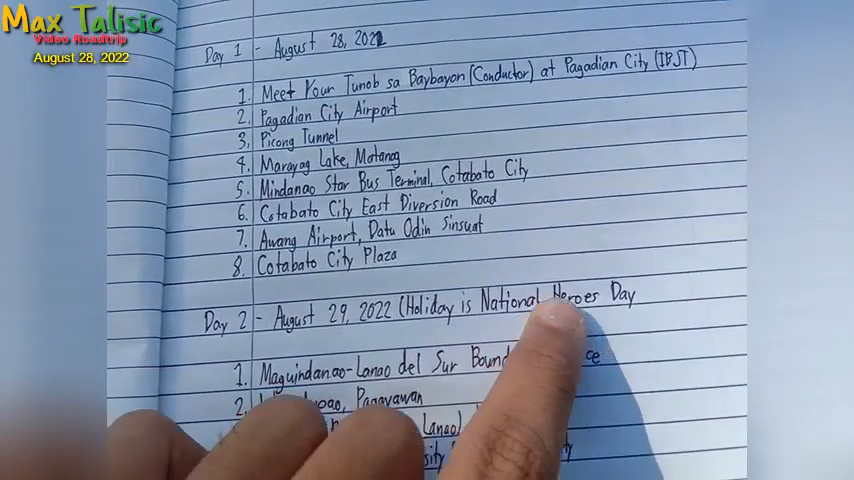 Max Talisic
Video Roadtrip
August 28, 2022
Day 1 - August 28, 2022
1. Meet Your Tunob sa Baybayon (Conductor) at Pagadian City (IBJT)
2. Pagadian City Airport
3. Picong Tunnel
4. Marayag Lake, Matanog
5. Mindanao Star Bus Terminal, Cotabato City
6. Cotabato City East Diversion Road
7. Awang Airport, Datu Odin Sinsuat
8. Cotabato City Plaza
Day 2 - August 29, 2022 (Holiday is National Heroes Day
1. Maguindanao-Lanao del Sur
2.
Lanao)